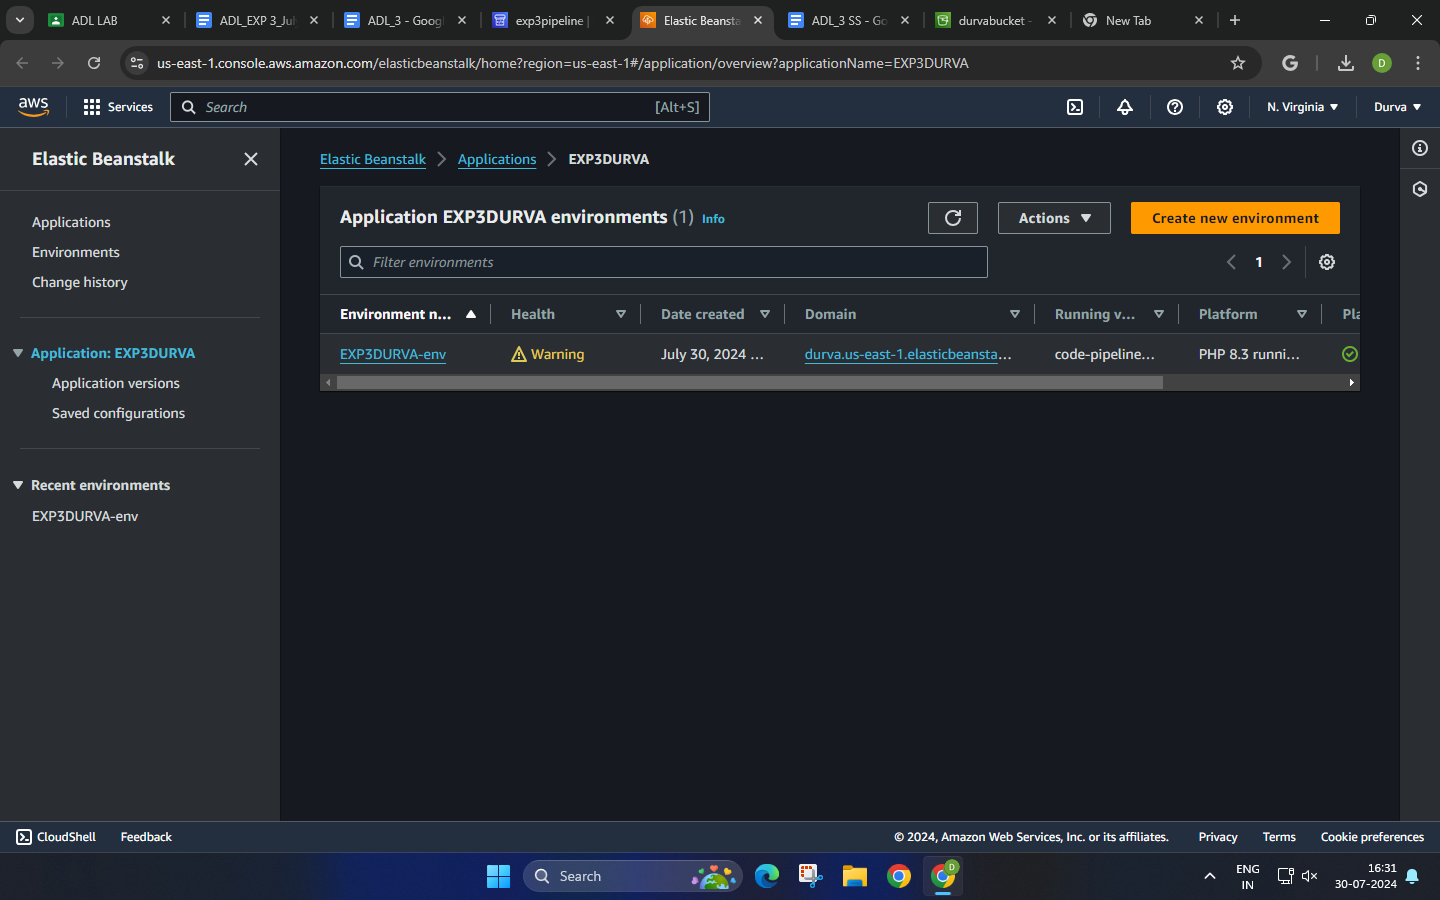 ADL LAB
ADL_EXP 3_Jul
ADL_3 - Goog
exp3pipeline |
Elastic Beansta
ADL_3 SS - Go
durvabucket -
New Tab
us-east-1.console.aws.amazon.com/elasticbeanstalk/home?region=us-east-1#/application/overview?applicationName=EXP3DURVA
D
aws
Services
Search
[Alt+S]
N. Virginia
Durva
Elastic Beanstalk
Applications
Environments
Change history
Application: EXP3DURVA
Application versions
Saved configurations
Recent environments
EXP3DURVA-env
Elastic Beanstalk
Applications
EXP3DURVA
Application EXP3DURVA environments (1) Info
Actions
Create new environment
Filter environments
1
Environment n... Health Date created Domain Running v... Platform Pla
EXP3DURVA-env Warning July 30, 2024 ... durva.us-east-1.elasticbeansta... code-pipeline... PHP 8.3 runni...
CloudShell
Feedback
© 2024, Amazon Web Services, Inc. or its affiliates.
Privacy
Terms
Cookie preferences
Search
D
ENG
IN
16:31
30-07-2024